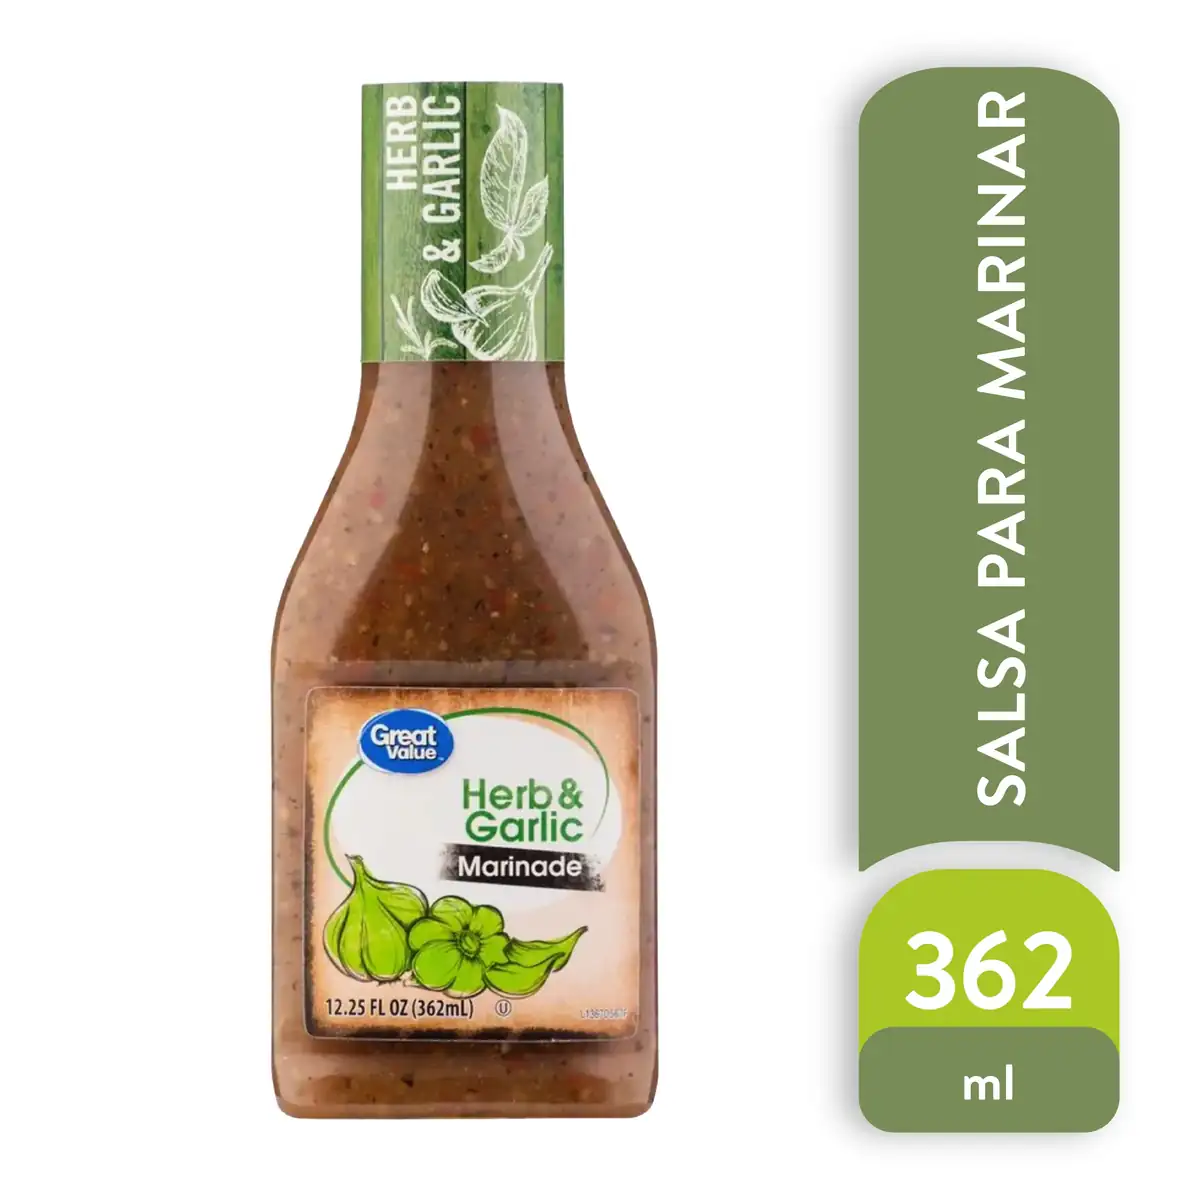 HERB
& GARLIC
Great
Value
Herb &
Garlic
Marinade
12.25 FL OZ (362mL)
U
SALSA PARA MARINAR
362
ml